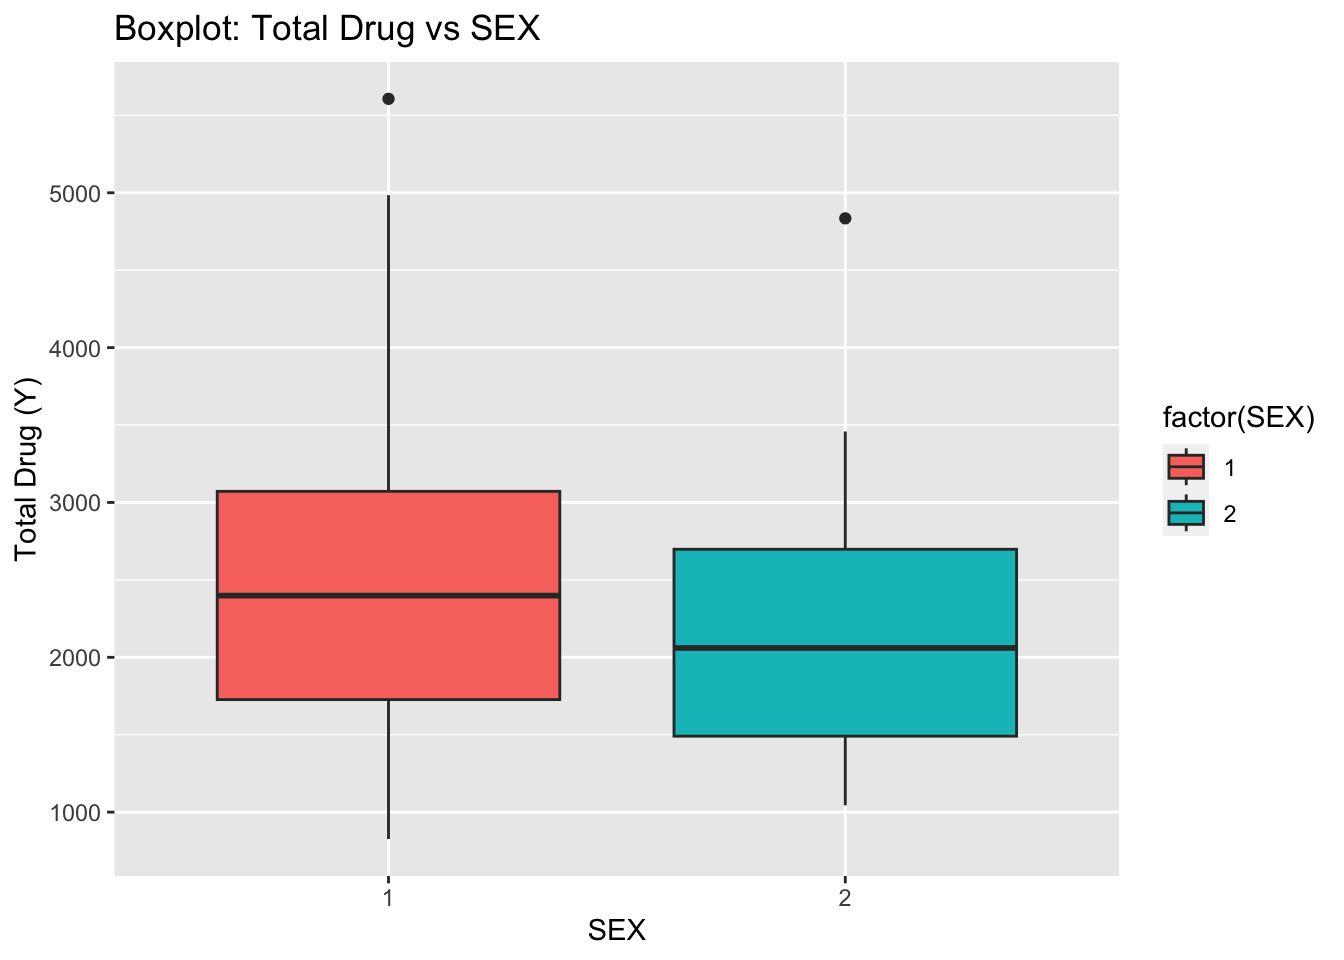 Boxplot: Total Drug vs SEX
5000
4000
3000
2000
1000
Total Drug (Y)
1
2
SEX
factor(SEX)
1
2